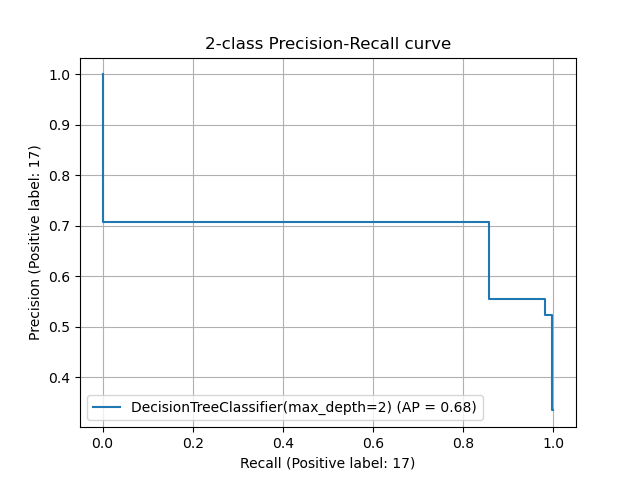 2-class Precision-Recall curve
1.0
0.9
0.8
0.7
0.6
0.5
0.4
Precision (Positive label: 17)
DecisionTreeClassifier(max_depth=2) (AP = 0.68)
0.0 0.2 0.4 0.6 0.8 1.0
Recall (Positive label: 17)